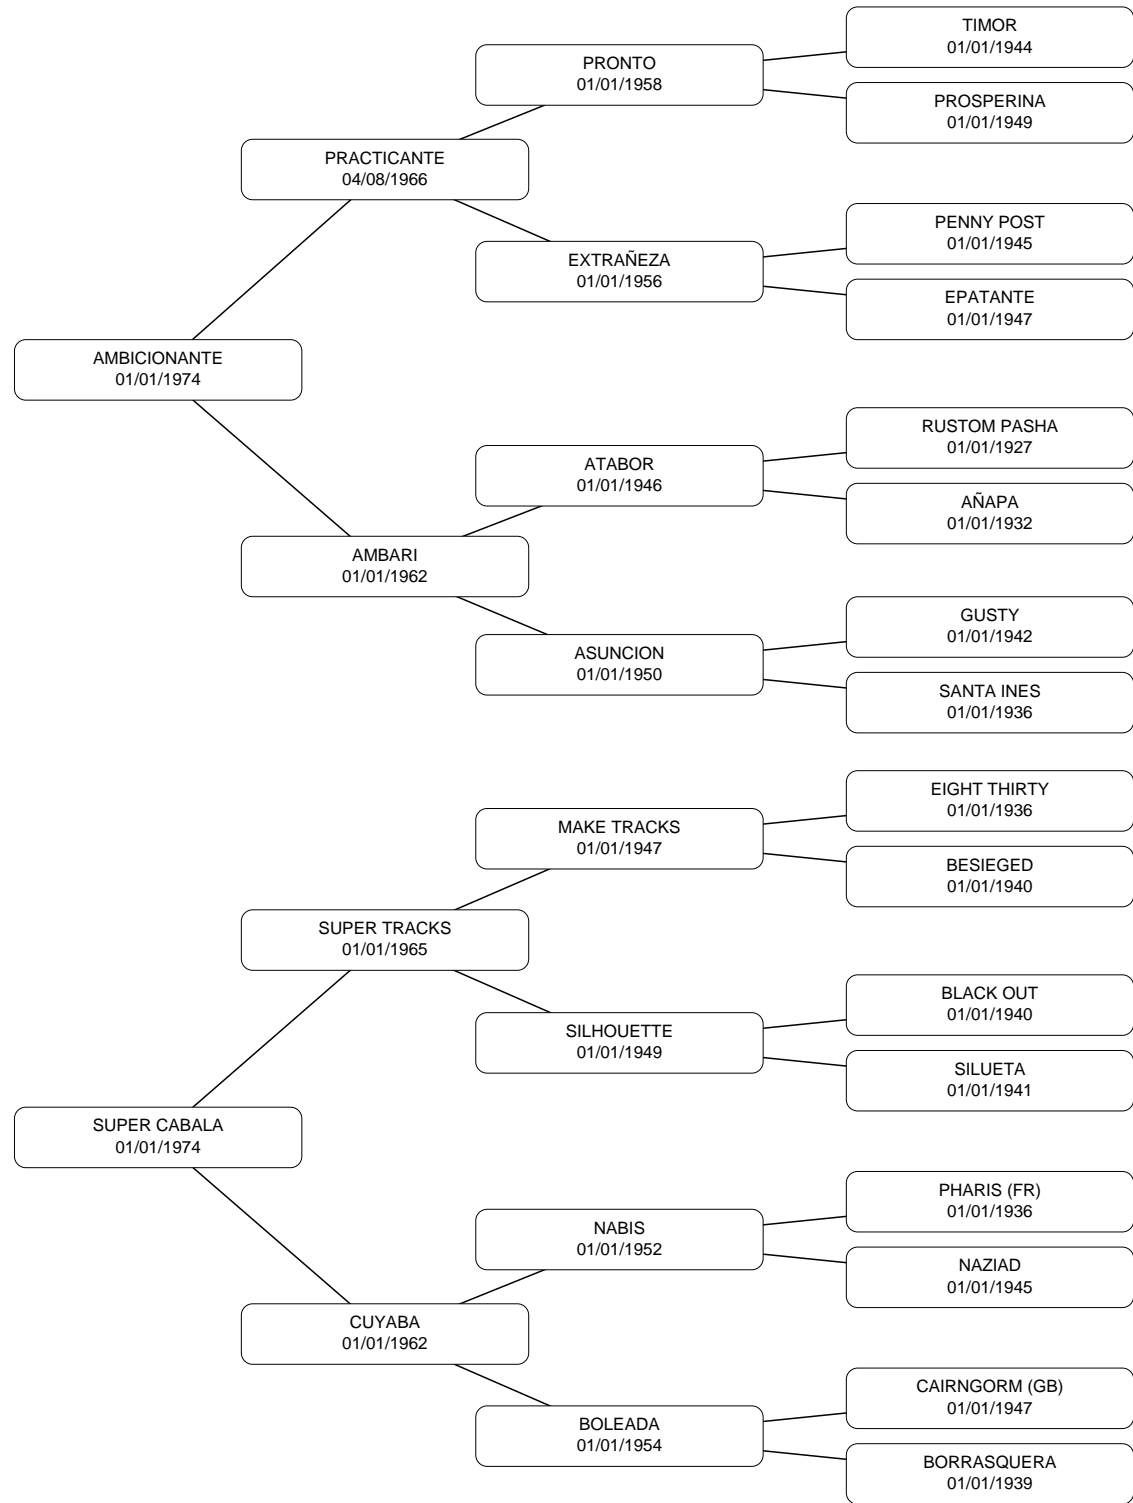 TIMOR
01/01/1944
PRONTO
01/01/1958
PROSPERINA
01/01/1949
PRACTICANTE
04/08/1966
PENNY POST
01/01/1945
EXTRAÑEZA
01/01/1956
EPATANTE
01/01/1947
AMBICIONANTE
01/01/1974
RUSTOM PASHA
01/01/1927
ATABOR
01/01/1946
AÑAPA
01/01/1932
AMBARI
01/01/1962
GUSTY
01/01/1942
ASUNCION
01/01/1950
SANTA INES
01/01/1936
EIGHT THIRTY
01/01/1936
MAKE TRACKS
01/01/1947
BESIEGED
01/01/1940
SUPER TRACKS
01/01/1965
BLACK OUT
01/01/1940
SILHOUETTE
01/01/1949
SILUETA
01/01/1941
SUPER CABALA
01/01/1974
PHARIS (FR)
01/01/1936
NABIS
01/01/1952
NAZIAD
01/01/1945
CUYABA
01/01/1962
CAIRNGORM (GB)
01/01/1947
BOLEADA
01/01/1954
BORRASQUERA
01/01/1939